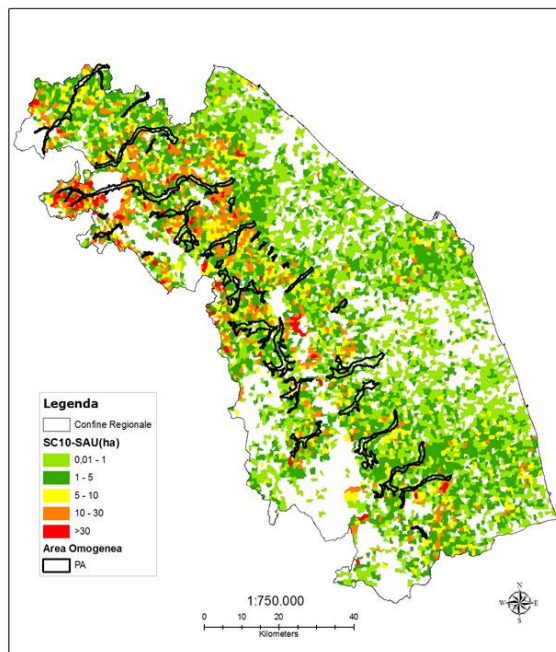 Legenda
Confine Regionale
SC10-SAU(ha)
0,01 - 1
1 - 5
5 - 10
10 - 30
>30
Area Omogenea
PA
1:750.000
0 20 40
Kilometers
N
W E
S